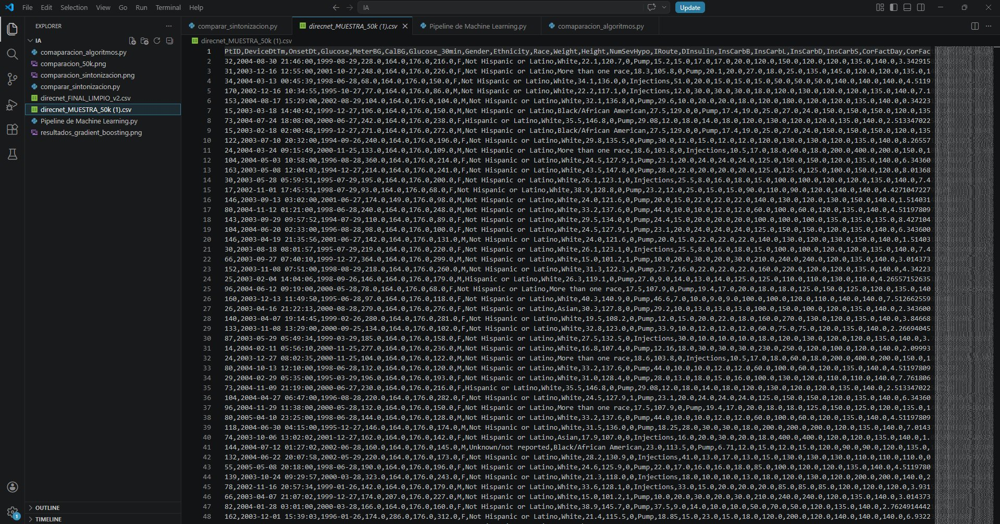 File Edit Selection View Go Run Terminal Help
IA
Update
EXPLORER
IA
comaparacion_algoritmos.py
comparacion_50k.png
comparacion_sintonizacion.png
comparar_sintonizacion.py
direcnet_FINAL_LIMPIO_v2.csv
direcnet_MUESTRA_50k (1).csv
Pipeline de Machine Learning.py
resultados_gradient_boosting.png
OUTLINE
TIMELINE
1
comparar_sintonizacion.py direcnet_MUESTRA_50k (1).csv Pipeline de Machine Learning.py comaparacion_algoritmos.py
direcnet_MUESTRA_50k (1).csv
1 PtID,DeviceDtTm,OnsetDt,Glucose,MeterBG,CalBG,Glucose_30min,Gender,Ethnicity,Race,Weight,Height,NumSevHypo,IRoute,DInsulin,InsCarbB,InsCarbL,InsCarbD,InsCarbS,CorFactDay,CorFac
2 32,2004-08-30 21:46:00,1999-08-29,228.0,164.0,176.0,216.0,F,Not Hispanic or Latino,White,22.1,120.7,0,Pump,15.2,15.0,17.0,17.0,20.0,120.0,150.0,120.0,120.0,135.0,140.0,3.342915
3 31,2003-12-16 12:55:00,2001-10-27,248.0,164.0,176.0,226.0,F,Not Hispanic or Latino,More than one race,18.3,105.8,0,Pump,20.1,20.0,27.0,18.0,25.0,135.0,145.0,120.0,120.0,135.0,1
4 34,2004-03-13 00:45:39,1998-06-28,68.0,164.0,176.0,150.0,F,Not Hispanic or Latino,White,34.1,136.0,0,Injections,51.0,20.0,15.0,15.0,15.0,50.0,50.0,50.0,140.0,140.0,140.0,4.5119
5 170,2002-12-16 10:34:55,1995-10-27,77.0,164.0,176.0,86.0,M,Not Hispanic or Latino,White,22.2,117.1,0,Injections,12.0,30.0,30.0,30.0,18.0,120.0,130.0,120.0,120.0,135.0,140.0,7.1
6 153,2004-08-17 15:29:00,2002-08-29,104.0,164.0,176.0,104.0,M,Not Hispanic or Latino,White,32.1,136.8,0,Pump,29.6,10.0,20.0,20.0,18.0,120.0,180.0,120.0,120.0,135.0,140.0,0.34223
7 15,2003-03-18 14:40:42,1999-12-27,196.0,164.0,176.0,150.0,M,Not Hispanic or Latino,Black/African American,27.5,129.0,0,Pump,17.4,19.0,25.0,27.0,24.0,150.0,150.0,150.0,120.0,135
8 73,2004-07-24 18:08:00,2000-06-27,242.0,164.0,176.0,238.0,F,Hispanic or Latino,White,35.5,146.8,0,Pump,29.08,12.0,18.0,14.0,18.0,120.0,130.0,120.0,120.0,135.0,140.0,2.513347022
9 15,2003-02-18 02:00:48,1999-12-27,271.0,164.0,176.0,272.0,M,Not Hispanic or Latino,Black/African American,27.5,129.0,0,Pump,17.4,19.0,25.0,27.0,24.0,150.0,150.0,150.0,120.0,135
10 122,2003-07-10 20:32:00,1994-09-26,240.0,164.0,176.0,196.0,F,Not Hispanic or Latino,White,29.8,135.5,0,Pump,30.0,12.0,15.0,12.0,12.0,120.0,130.0,130.0,120.0,135.0,140.0,8.26557
11 24,2004-03-24 09:15:49,2000-11-25,133.0,164.0,176.0,109.0,M,Not Hispanic or Latino,More than one race,18.6,103.8,0,Injections,10.5,17.0,18.0,60.0,18.0,200.0,400.0,200.0,150.0,1
12 104,2004-05-03 10:58:00,1996-08-28,360.0,164.0,176.0,214.0,F,Not Hispanic or Latino,White,24.5,127.9,1,Pump,23.1,20.0,24.0,24.0,24.0,125.0,150.0,150.0,120.0,135.0,140.0,6.34360
13 163,2003-05-08 12:04:03,1994-12-27,214.0,164.0,176.0,241.0,F,Not Hispanic or Latino,White,43.5,147.8,0,Pump,28.0,22.0,20.0,20.0,20.0,125.0,125.0,125.0,100.0,150.0,120.0,8.01368
14 30,2003-05-28 05:59:51,1995-07-29,195.0,164.0,176.0,200.0,F,Not Hispanic or Latino,White,26.1,123.1,0,Injections,25.5,8.0,16.0,18.0,15.0,100.0,100.0,120.0,120.0,135.0,140.0,7.4
15 17,2002-11-01 17:45:51,1998-07-29,93.0,164.0,176.0,68.0,F,Not Hispanic or Latino,White,38.9,128.8,0,Pump,23.2,12.0,25.0,15.0,15.0,90.0,110.0,90.0,120.0,140.0,140.0,4.4271047227
16 146,2003-09-13 03:02:00,2001-06-27,174.0,149.0,176.0,98.0,M,Not Hispanic or Latino,White,24.0,121.6,0,Pump,20.0,15.0,22.0,22.0,22.0,140.0,130.0,120.0,130.0,150.0,140.0,1.514031
17 80,2004-11-12 01:21:00,1998-06-28,240.0,164.0,176.0,248.0,M,Not Hispanic or Latino,White,33.2,137.6,0,Pump,44.0,10.0,10.0,12.0,12.0,60.0,100.0,60.0,120.0,135.0,140.0,4.51197809
18 143,2003-09-29 09:57:52,1994-07-29,110.0,164.0,176.0,89.0,F,Not Hispanic or Latino,White,29.5,134.0,0,Pump,24.4,15.0,20.0,20.0,20.0,100.0,100.0,100.0,135.0,135.0,135.0,8.427104
19 104,2004-06-20 02:33:00,1996-08-28,98.0,164.0,176.0,100.0,F,Not Hispanic or Latino,White,24.5,127.9,1,Pump,23.1,20.0,24.0,24.0,24.0,125.0,150.0,150.0,120.0,135.0,140.0,6.343600
20 146,2003-04-19 21:35:56,2001-06-27,142.0,164.0,176.0,131.0,M,Not Hispanic or Latino,White,24.0,121.6,0,Pump,20.0,15.0,22.0,22.0,22.0,140.0,130.0,120.0,130.0,150.0,140.0,1.51403
21 30,2003-08-18 08:01:57,1995-07-29,219.0,164.0,176.0,220.0,F,Not Hispanic or Latino,White,26.1,123.1,0,Injections,25.5,8.0,16.0,18.0,15.0,100.0,100.0,120.0,120.0,135.0,140.0,7.4
22 66,2003-09-27 07:40:10,1999-12-27,364.0,164.0,176.0,299.0,M,Not Hispanic or Latino,White,15.0,101.2,1,Pump,10.0,20.0,30.0,20.0,30.0,210.0,240.0,240.0,120.0,135.0,140.0,3.014373
23 152,2003-11-08 07:51:00,1998-08-29,218.0,164.0,176.0,260.0,M,Not Hispanic or Latino,White,31.3,122.3,0,Pump,23.7,16.0,22.0,22.0,22.0,160.0,220.0,120.0,120.0,135.0,140.0,4.34223
24 25,2003-02-04 14:04:06,1998-09-26,146.0,164.0,176.0,179.0,M,Hispanic or Latino,White,26.3,119.1,0,Pump,27.0,9.0,14.0,13.0,14.0,125.0,125.0,110.0,110.0,130.0,110.0,4.26557152635
25 96,2004-06-12 09:19:00,2000-05-28,78.0,164.0,176.0,68.0,F,Not Hispanic or Latino,More than one race,17.5,107.9,0,Pump,19.4,17.0,20.0,18.0,18.0,125.0,150.0,125.0,120.0,135.0,140
26 160,2003-12-13 11:49:50,1995-06-28,97.0,164.0,176.0,118.0,F,Not Hispanic or Latino,White,40.3,140.9,0,Pump,46.6,7.0,10.0,9.0,9.0,100.0,100.0,120.0,110.0,140.0,140.0,7.512662559
27 26,2003-04-16 21:22:13,2000-08-28,279.0,164.0,176.0,276.0,F,Not Hispanic or Latino,Asian,30.3,127.8,0,Pump,29.2,10.0,13.0,13.0,13.0,100.0,150.0,100.0,120.0,135.0,140.0,2.343600
28 140,2003-04-07 19:14:45,1999-02-26,280.0,164.0,176.0,281.0,F,Not Hispanic or Latino,White,19.5,108.2,0,Pump,12.0,15.0,20.0,22.0,18.0,160.0,270.0,130.0,120.0,135.0,140.0,3.84668
29 133,2003-11-08 13:29:00,2000-09-25,134.0,164.0,176.0,102.0,F,Not Hispanic or Latino,White,32.8,123.0,0,Pump,33.9,10.0,12.0,12.0,12.0,60.0,75.0,75.0,120.0,135.0,140.0,2.26694045
30 87,2003-05-29 05:49:34,1999-03-29,185.0,164.0,176.0,158.0,F,Not Hispanic or Latino,White,27.5,132.5,0,Injections,30.0,10.0,10.0,10.0,18.0,120.0,130.0,120.0,120.0,135.0,140.0,3.
31 14,2004-02-11 05:56:10,2000-11-25,277.0,164.0,176.0,236.0,M,Not Hispanic or Latino,White,16.8,107.4,0,Pump,12.16,18.0,30.0,30.0,30.0,230.0,250.0,120.0,100.0,120.0,140.0,2.09993
32 24,2003-12-27 08:02:35,2000-11-25,104.0,164.0,176.0,122.0,M,Not Hispanic or Latino,More than one race,18.6,103.8,0,Injections,10.5,17.0,18.0,60.0,18.0,200.0,400.0,200.0,150.0,1
33 80,2004-10-13 12:10:00,1998-06-28,132.0,164.0,176.0,120.0,M,Not Hispanic or Latino,White,33.2,137.6,0,Pump,44.0,10.0,10.0,12.0,12.0,60.0,100.0,60.0,120.0,135.0,140.0,4.51197809
34 29,2004-02-29 05:35:00,1995-03-29,196.0,164.0,176.0,193.0,F,Not Hispanic or Latino,White,31.0,128.4,0,Pump,28.0,13.0,18.0,15.0,16.0,100.0,130.0,120.0,110.0,110.0,140.0,7.761806
35 73,2004-11-09 21:19:00,2000-06-27,230.0,164.0,176.0,216.0,F,Hispanic or Latino,White,35.5,146.8,0,Pump,29.08,12.0,18.0,14.0,18.0,120.0,130.0,120.0,120.0,135.0,140.0,2.513347022
36 104,2004-04-27 06:47:00,1996-08-28,220.0,164.0,176.0,282.0,F,Not Hispanic or Latino,White,24.5,127.9,1,Pump,23.1,20.0,24.0,24.0,24.0,125.0,150.0,150.0,120.0,135.0,140.0,6.34360
37 96,2004-11-29 11:38:00,2000-05-28,132.0,164.0,176.0,150.0,F,Not Hispanic or Latino,More than one race,17.5,107.9,0,Pump,19.4,17.0,20.0,18.0,18.0,125.0,150.0,125.0,120.0,135.0,1
38 80,2005-04-10 23:25:00,1998-06-28,144.0,164.0,176.0,128.0,M,Not Hispanic or Latino,White,33.2,137.6,0,Pump,44.0,10.0,10.0,12.0,12.0,60.0,100.0,60.0,120.0,135.0,140.0,4.51197809
39 118,2004-06-30 04:15:00,1995-12-27,146.0,164.0,176.0,174.0,M,Not Hispanic or Latino,White,31.5,136.0,0,Pump,18.25,28.0,30.0,30.0,18.0,200.0,200.0,200.0,120.0,135.0,140.0,7.01437
40 74,2003-10-06 13:02:02,2001-12-27,162.0,164.0,176.0,142.0,F,Not Hispanic or Latino,Asian,17.9,107.0,0,Injections,16.0,20.0,30.0,20.0,18.0,400.0,400.0,120.0,120.0,135.0,140.0,1.
41 144,2004-07-12 01:27:02,2002-06-28,160.0,164.0,176.0,145.0,M,Unknown/not reported,Black/African American,23.0,113.5,0,Pump,6.71,12.0,15.0,12.0,15.0,120.0,90.0,90.0,120.0,135.0,
42 132,2004-06-22 20:07:58,2002-05-29,220.0,164.0,176.0,173.0,F,Not Hispanic or Latino,White,28.2,130.9,0,Injections,41.0,13.0,17.0,13.0,15.0,130.0,130.0,130.0,110.0,110.0,110.0,0
43 55,2005-05-08 20:18:00,1998-06-28,190.0,164.0,176.0,196.0,F,Not Hispanic or Latino,White,24.6,125.9,0,Pump,22.0,17.0,16.0,16.0,18.0,85.0,100.0,120.0,120.0,135.0,140.0,4.5119780
44 139,2003-10-24 09:29:57,2000-03-28,323.0,164.0,176.0,243.0,F,Not Hispanic or Latino,White,21.3,118.0,0,Injections,18.0,10.0,10.0,13.0,18.0,120.0,130.0,120.0,200.0,200.0,140.0,2
45 78,2002-11-16 20:57:34,1999-01-26,142.0,164.0,176.0,179.0,M,Not Hispanic or Latino,White,33.6,128.1,0,Injections,33.0,15.0,20.0,20.0,20.0,85.0,85.0,85.0,120.0,120.0,120.0,3.9315
46 66,2003-04-07 21:07:02,1999-12-27,174.0,207.0,176.0,227.0,M,Not Hispanic or Latino,White,15.0,101.2,1,Pump,10.0,20.0,30.0,20.0,30.0,210.0,240.0,240.0,120.0,135.0,140.0,3.014373
47 82,2004-01-28 03:01:00,2000-03-28,166.0,164.0,176.0,160.0,F,Not Hispanic or Latino,White,38.9,145.7,0,Pump,37.5,9.0,14.0,10.0,10.0,50.0,70.0,50.0,120.0,135.0,140.0,2.76249144421
48 162,2003-12-01 15:39:03,1996-01-26,174.0,286.0,176.0,312.0,F,Not Hispanic or Latino,White,21.4,115.5,0,Pump,18.85,15.0,23.0,15.0,18.0,120.0,200.0,120.0,140.0,140.0,140.0,6.9322